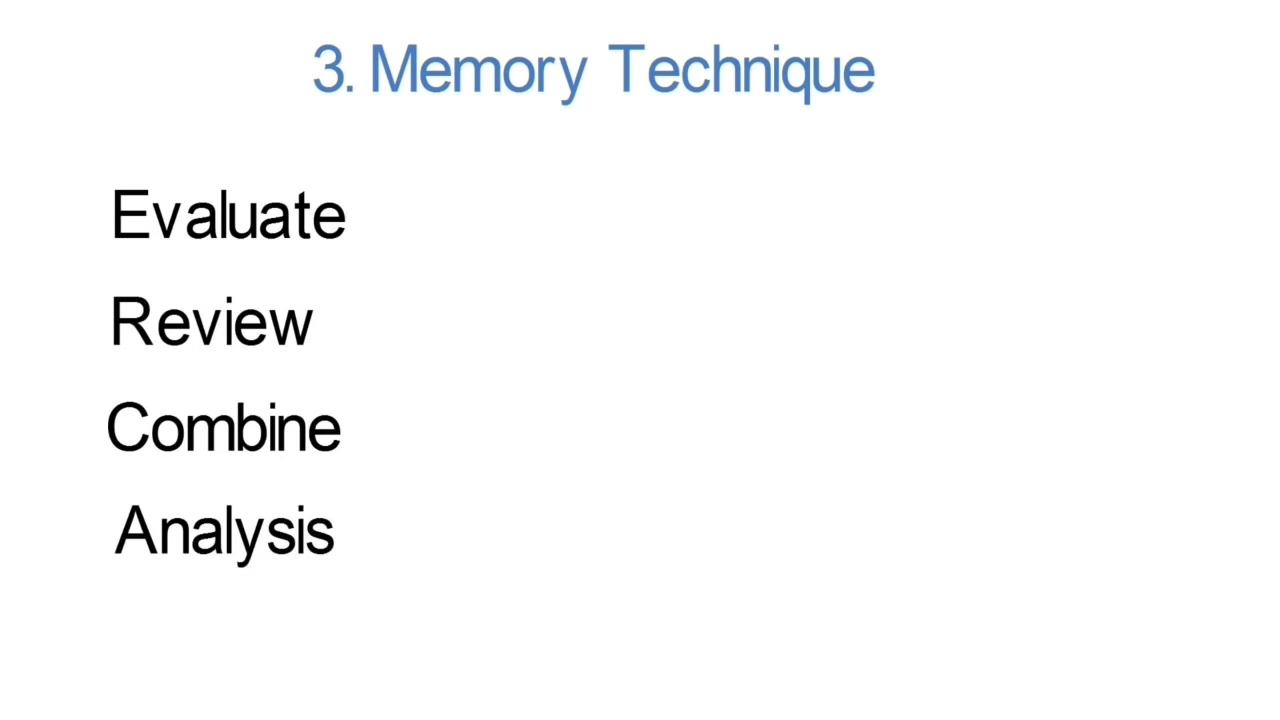 3. Memory Technique
Evaluate
Review
Combine
Analysis